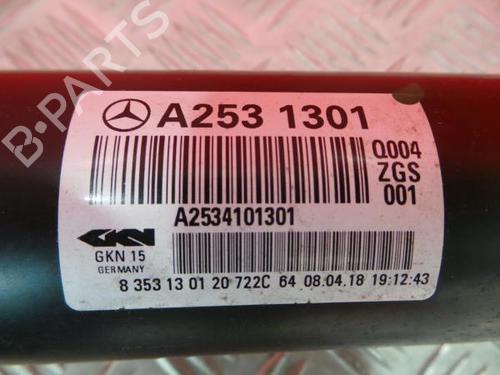 B-PARTS
A253 1301
Q004
ZGS
001
A2534101301
GKN
GKN 15
GERMANY
8 353 13 01 20 722C 64 08.04.18 19:12:43